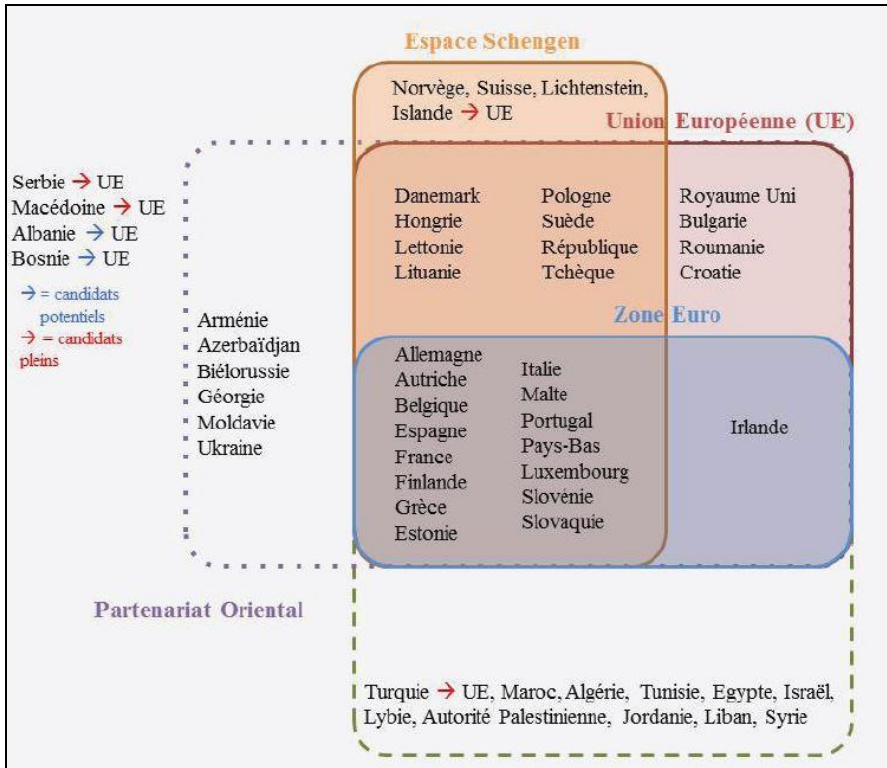 Espace Schengen
Norvège, Suisse, Lichtenstein,
Islande → UE
Union Européenne (UE)
Serbie → UE
Macédoine → UE
Albanie → UE
Bosnie → UE
→ = candidats
potentiels
→ = candidats
pleins
Arménie
Azerbaïdjan
Biélorussie
Géorgie
Moldavie
Ukraine
Partenariat Oriental
Danemark
Hongrie
Lettonie
Lituanie
Pologne
Suède
République
Tchèque
Royaume Uni
Bulgarie
Roumanie
Croatie
Zone Euro
Allemagne
Autriche
Belgique
Espagne
France
Finlande
Grèce
Estonie
Italie
Malte
Portugal
Pays-Bas
Luxembourg
Slovénie
Slovaquie
Irlande
Turquie → UE, Maroc, Algérie, Tunisie, Egypte, Israël,
Lybie, Autorité Palestinienne, Jordanie, Liban, Syrie